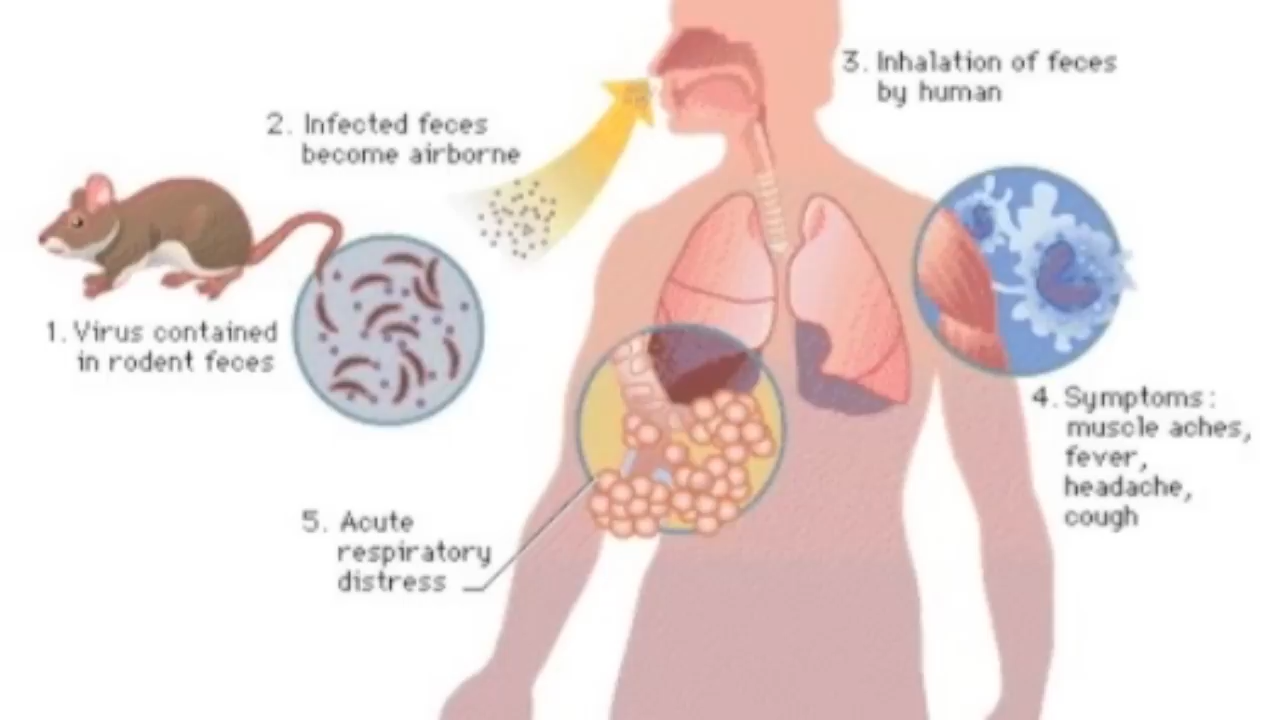 1. Virus contained
in rodent feces
2. Infected feces
become airborne
3. Inhalation of feces
by human
4. Symptoms:
muscle aches,
fever,
headache,
cough
5. Acute
respiratory
distress